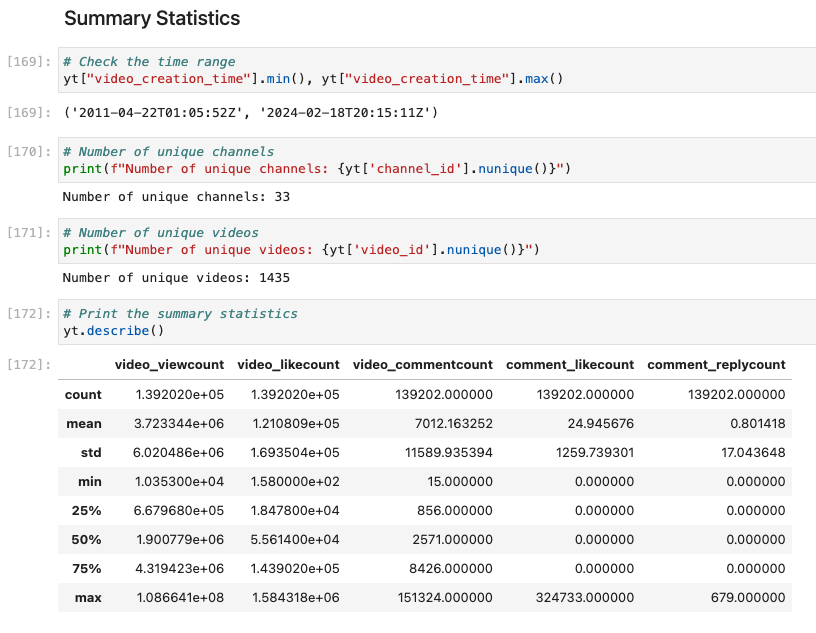 Summary Statistics
[169]: # Check the time range
yt["video_creation_time"].min(), yt["video_creation_time"].max()
[169]: ('2011-04-22T01:05:52Z', '2024-02-18T20:15:11Z')
[170]: # Number of unique channels
print(f"Number of unique channels: {yt['channel_id'].nunique()}")
Number of unique channels: 33
[171]: # Number of unique videos
print(f"Number of unique videos: {yt['video_id'].nunique()}")
Number of unique videos: 1435
[172]: # Print the summary statistics
yt.describe()
[172]: video_viewcount video_likecount video_commentcount comment_likecount comment_replycount
count 1.392020e+05 1.392020e+05 139202.000000 139202.000000 139202.000000
mean 3.723344e+06 1.210809e+05 7012.163252 24.945676 0.801418
std 6.020486e+06 1.693504e+05 11589.935394 1259.739301 17.043648
min 1.035300e+04 1.580000e+02 15.000000 0.000000 0.000000
25% 6.679680e+05 1.847800e+04 856.000000 0.000000 0.000000
50% 1.900779e+06 5.561400e+04 2571.000000 0.000000 0.000000
75% 4.319423e+06 1.439020e+05 8426.000000 0.000000 0.000000
max 1.086641e+08 1.584318e+06 151324.000000 324733.000000 679.000000